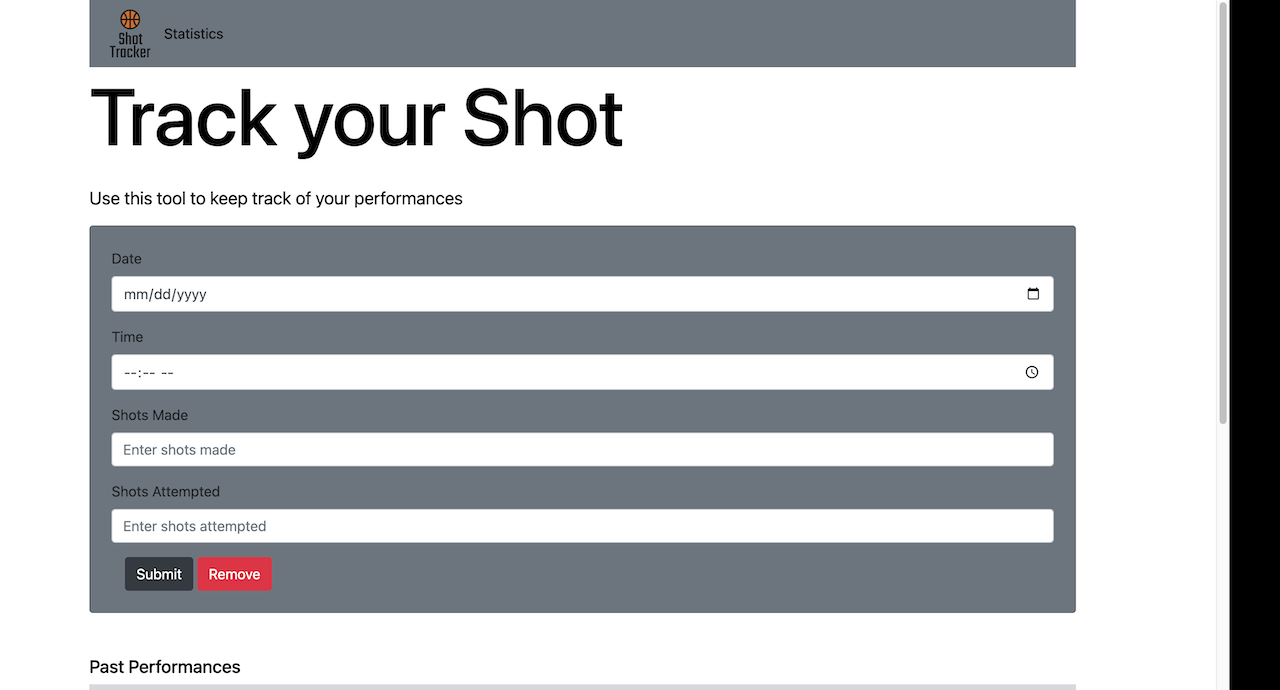 Shot
Tracker
Statistics
Track your Shot
Use this tool to keep track of your performances
Date
mm/dd/yyyy
Time
--:-- --
Shots Made
Enter shots made
Shots Attempted
Enter shots attempted
Submit Remove
Past Performances